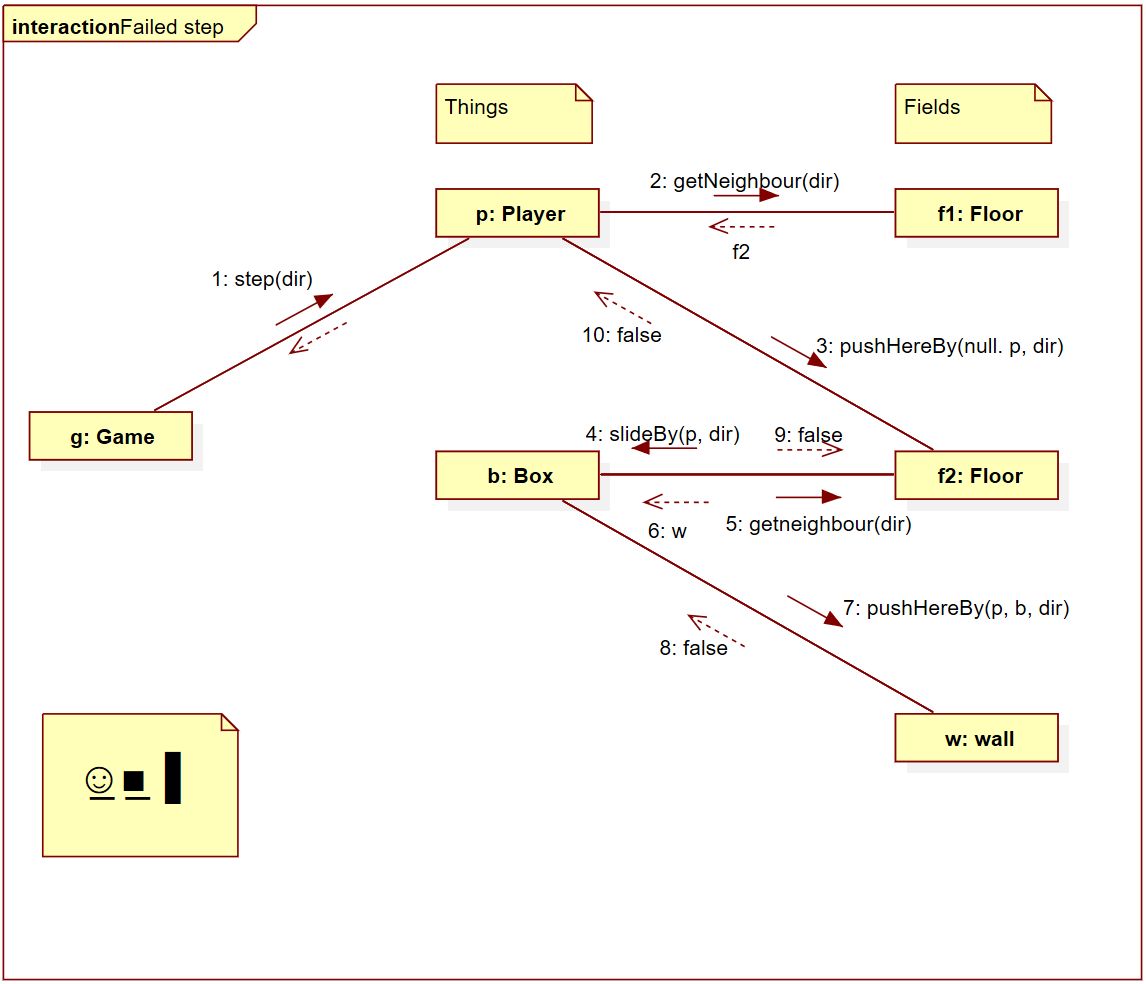 interactionFailed step
Things
Fields
2: getNeighbour(dir)
p: Player
f1: Floor
f2
1: step(dir)
10: false
3: pushHereBy(null. p, dir)
g: Game
4: slideBy(p, dir)
9: false
b: Box
f2: Floor
6: w
5: getneighbour(dir)
7: pushHereBy(p, b, dir)
8: false
w: wall